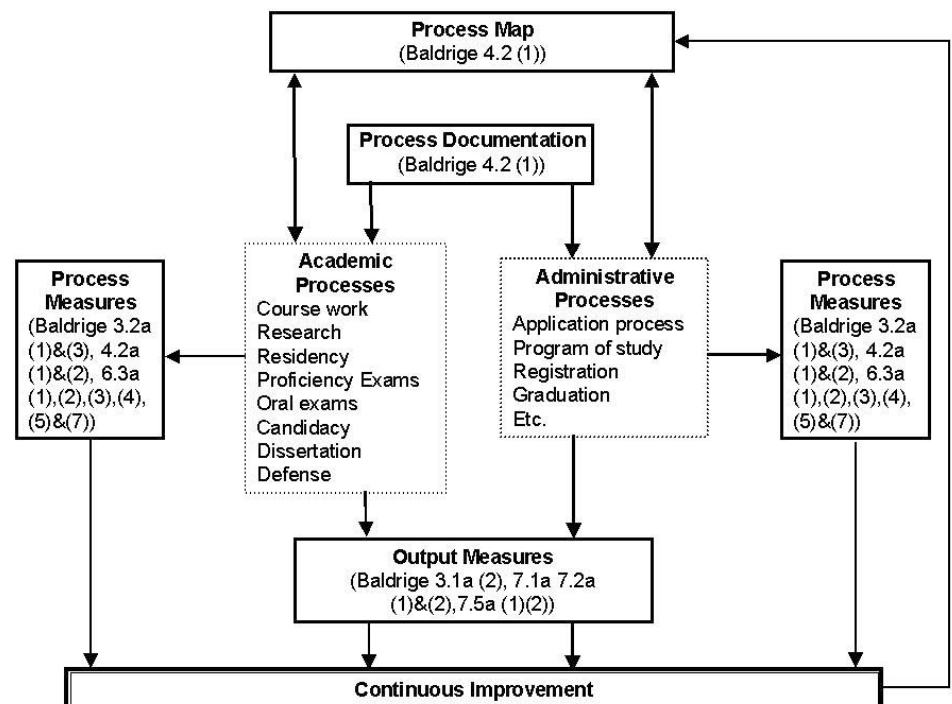 Process Map
(Baldrige 4.2 (1))
Process Documentation
(Baldrige 4.2 (1))
Process
Measures
(Baldrige 3.2a
(1)&(3), 4.2a
(1)&(2), 6.3a
(1),(2),(3),(4),
(5)&(7))
Academic
Processes
Course work
Research
Residency
Proficiency Exams
Oral exams
Candidacy
Dissertation
Defense
Administrative
Processes
Application process
Program of study
Registration
Graduation
Etc.
Process
Measures
(Baldrige 3.2a
(1)&(3), 4.2a
(1)&(2), 6.3a
(1),(2),(3),(4),
(5)&(7))
Output Measures
(Baldrige 3.1a (2), 7.1a 7.2a
(1)&(2),7.5a (1)(2))
Continuous Improvement